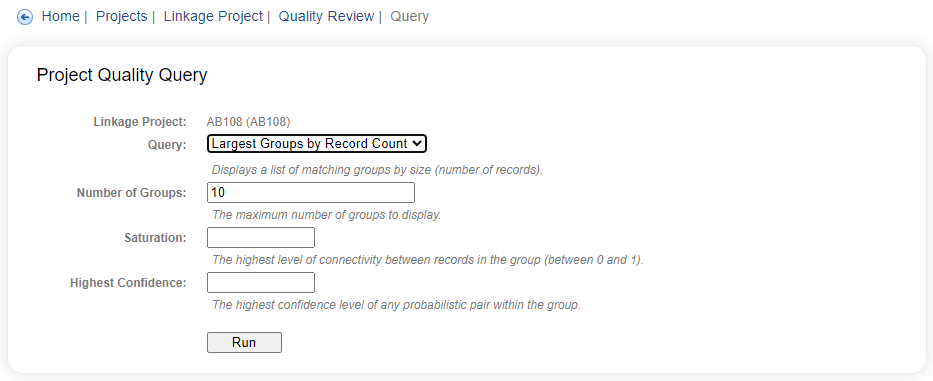 Home | Projects | Linkage Project | Quality Review | Query
Project Quality Query
Linkage Project: AB108 (AB108)
Query: Largest Groups by Record Count
Displays a list of matching groups by size (number of records).
Number of Groups: 10
The maximum number of groups to display.
Saturation:
The highest level of connectivity between records in the group (between 0 and 1).
Highest Confidence:
The highest confidence level of any probabilistic pair within the group.
Run